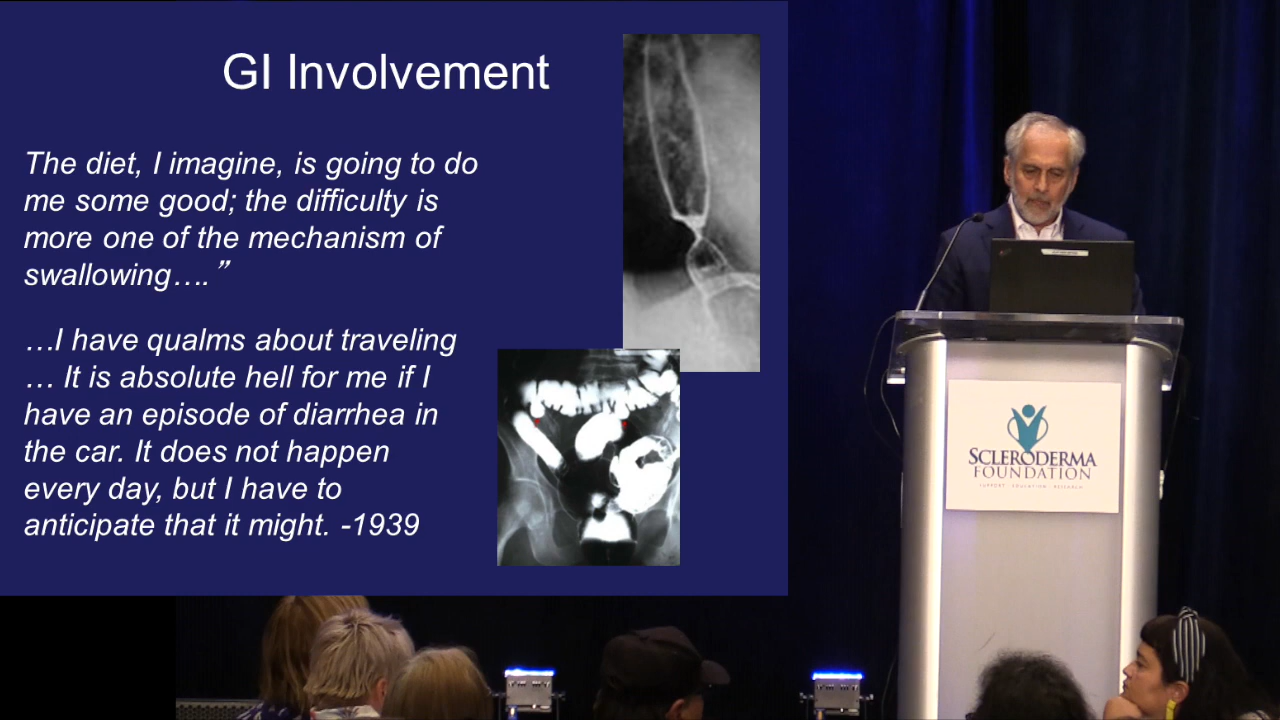 GI Involvement
The diet, I imagine, is going to do
me some good; the difficulty is
more one of the mechanism of
swallowing….”
…I have qualms about traveling
… It is absolute hell for me if I
have an episode of diarrhea in
the car. It does not happen
every day, but I have to
anticipate that it might. -1939
SCLERODERMA
FOUNDATION
SUPPORT · EDUCATION · RESEARCH